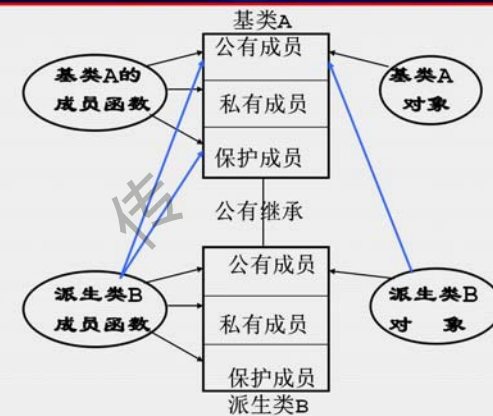 基类A
公有成员
基类A的
成员函数
基类A
对象
私有成员
保护成员
传
公有继承
公有成员
派生类B
成员函数
派生类B
对 象
私有成员
保护成员
派生类B